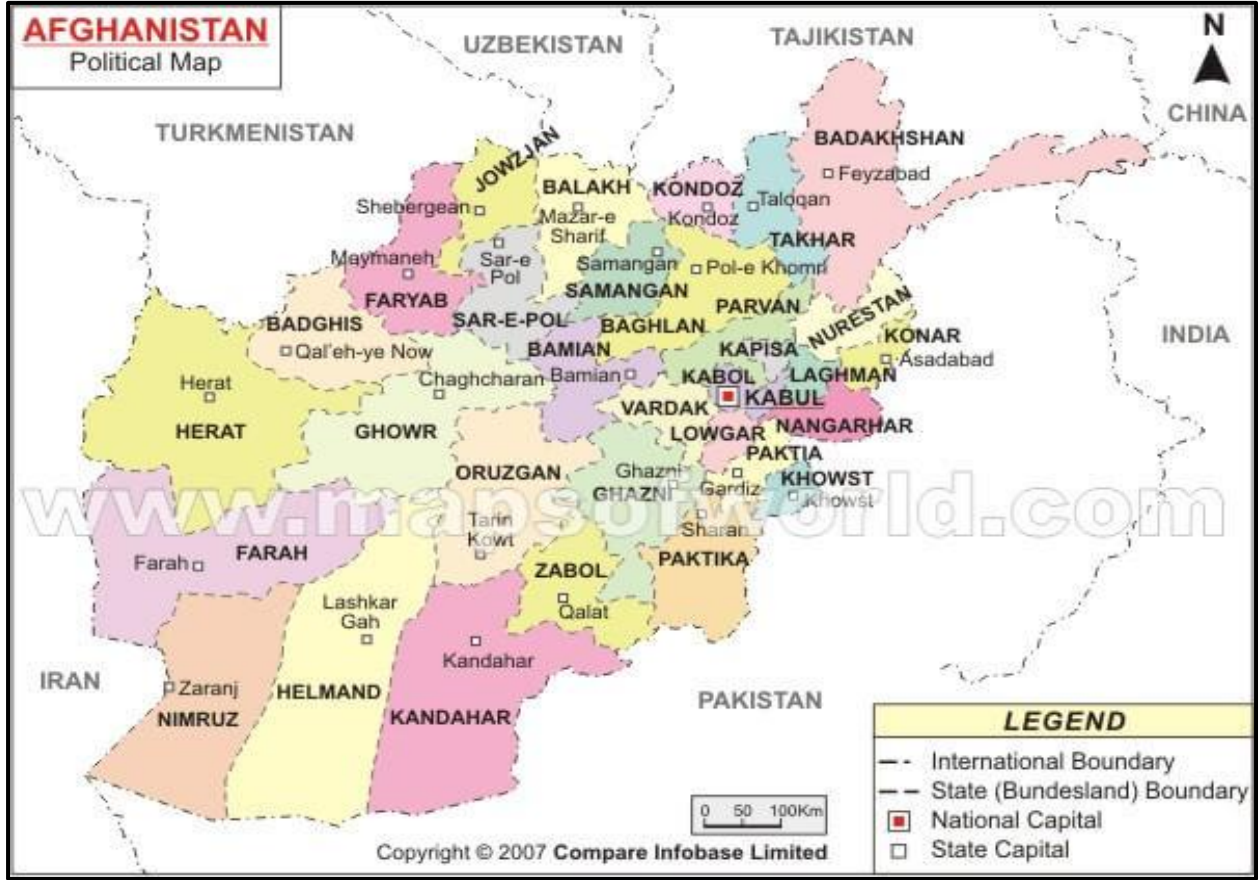 AFGHANISTAN
Political Map
UZBEKISTAN
TAJIKISTAN
N
CHINA
TURKMENISTAN
JOWZJAN
BALAKH
KONDOZ
BADAKHSHAN
Feyzabad
Shebergean
Mazar-e
Sharif
Kondoz
Taloqan
TAKHAR
Maymaneh
Sar-e
Pol
Samangan
Pol-e Khomri
FARYAB
SAMANGAN
PARVAN
NURESTAN
BADGHIS
SAR-E-POL
BAGHLAN
KONAR
INDIA
Qal'eh-ye Now
BAMIAN
KAPISA
Asadabad
Herat
Chaghcharan
Bamian
KABOL
LAGHMAN
KABUL
HERAT
GHOWR
VARDAK
LOWGAR
NANGARHAR
PAKTIA
ORUZGAN
Ghazni
GHAZNI
Gardiz
KHOWST
Khowst
www.mapsofworld.com
Tarin
Kowt
Sharan
Farah
FARAH
ZABOL
PAKTIKA
Lashkar
Gah
Qalat
Kandahar
IRAN
Zaranj
HELMAND
NIMRUZ
KANDAHAR
PAKISTAN
LEGEND
International Boundary
State (Bundesland) Boundary
National Capital
State Capital
0 50 100Km
Copyright © 2007 Compare Infobase Limited